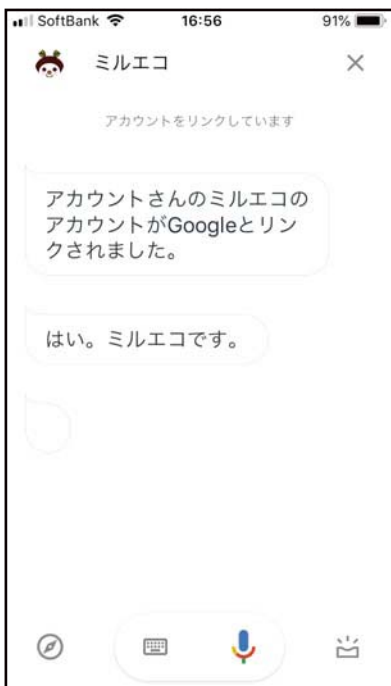 SoftBank 16:56 91%
ミルエコ
アカウントをリンクしています
アカウントさんのミルエコの
アカウントがGoogleとリン
クされました。
はい。ミルエコです。